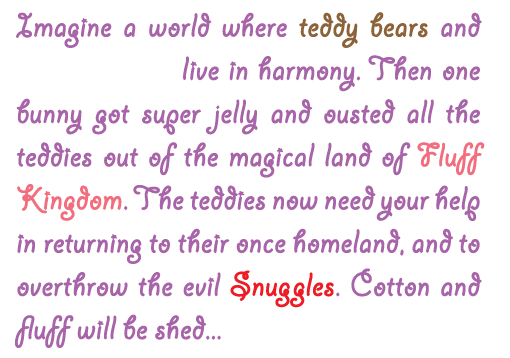 Imagine a world where teddy bears and
live in harmony. Then one
bunny got super jelly and ousted all the
teddies out of the magical land of Fluff
Kingdom. The teddies now need your help
in returning to their once homeland, and to
overthrow the evil Snuggles. Cotton and
fluff will be shed...